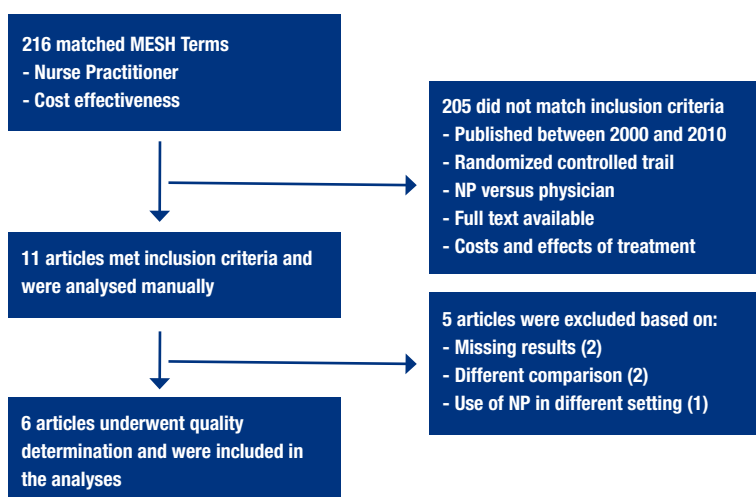 216 matched MESH Terms
- Nurse Practitioner
- Cost effectiveness
205 did not match inclusion criteria
- Published between 2000 and 2010
- Randomized controlled trail
- NP versus physician
- Full text available
- Costs and effects of treatment
11 articles met inclusion criteria and
were analysed manually
5 articles were excluded based on:
- Missing results (2)
- Different comparison (2)
- Use of NP in different setting (1)
6 articles underwent quality
determination and were included in
the analyses